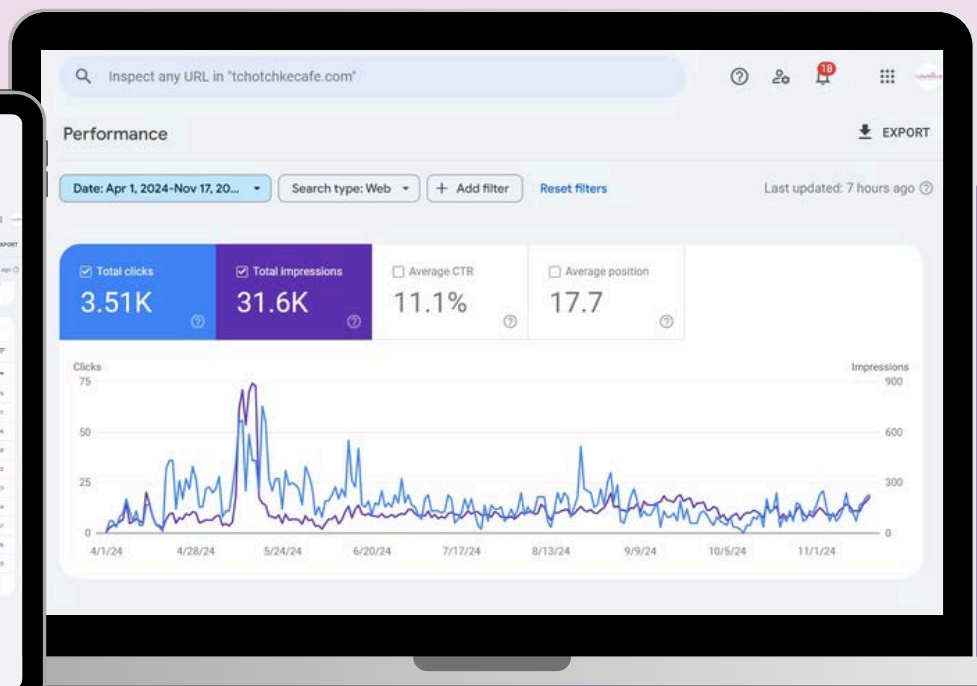 Inspect any URL in "tchotchkecafe.com"
18
Performance
EXPORT
Date: Apr 1, 2024-Nov 17, 20...
Search type: Web
+ Add filter
Reset filters
Last updated: 7 hours ago
Total clicks
3.51K
Total impressions
31.6K
Average CTR
11.1%
Average position
17.7
Clicks
Impressions
75
900
50
600
25
300
0
0
4/1/24
4/28/24
5/24/24
6/20/24
7/17/24
8/13/24
9/9/24
10/5/24
11/1/24
EXPORT
ago